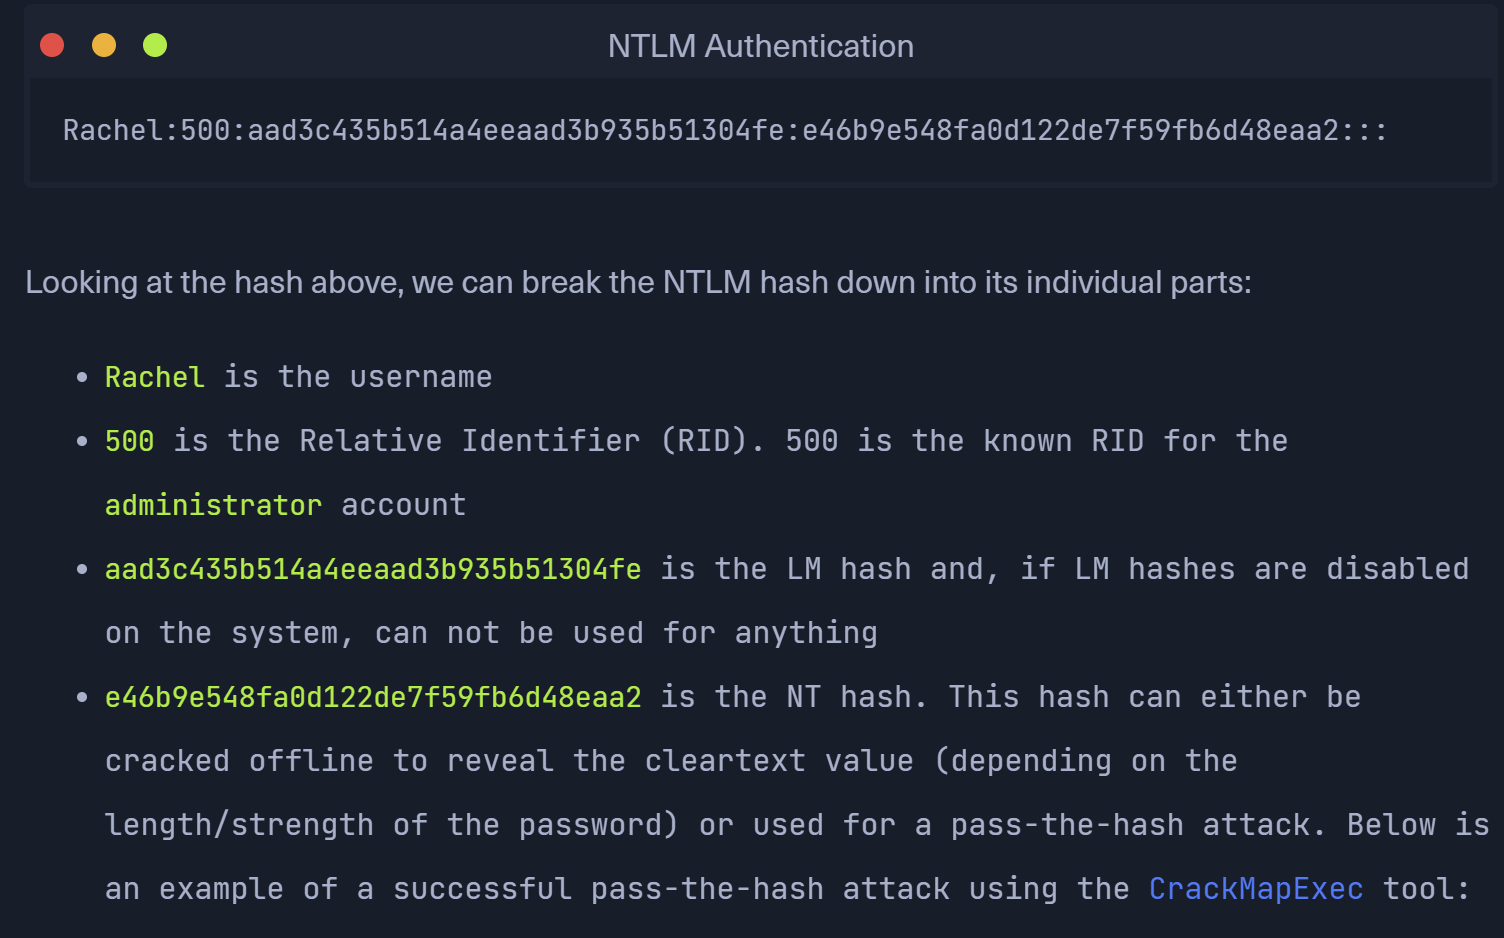 NTLM Authentication
Rachel:500:aad3c435b514a4eeaad3b935b51304fe:e46b9e548fa0d122de7f59fb6d48eaa2:::
Looking at the hash above, we can break the NTLM hash down into its individual parts:
• Rachel is the username
• 500 is the Relative Identifier (RID). 500 is the known RID for the
administrator account
• aad3c435b514a4eeaad3b935b51304fe is the LM hash and, if LM hashes are disabled
on the system, can not be used for anything
• e46b9e548fa0d122de7f59fb6d48eaa2 is the NT hash. This hash can either be
cracked offline to reveal the cleartext value (depending on the
length/strength of the password) or used for a pass-the-hash attack. Below is
an example of a successful pass-the-hash attack using the CrackMapExec tool: